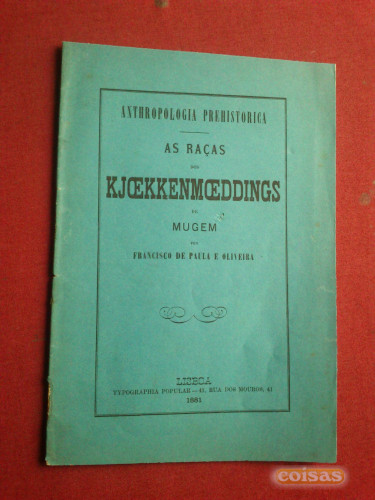 ANTHROPOLOGIA PREHISTORICA
AS RAÇAS
DOS
KJŒKKENMŒDDINGS
DE
MUGEM
POR
FRANCISCO DE PAULA E OLIVEIRA
LISBOA
TYPOGRAPHIA POPULAR — 41, RUA DOS MOUROS, 41
1881
coisas